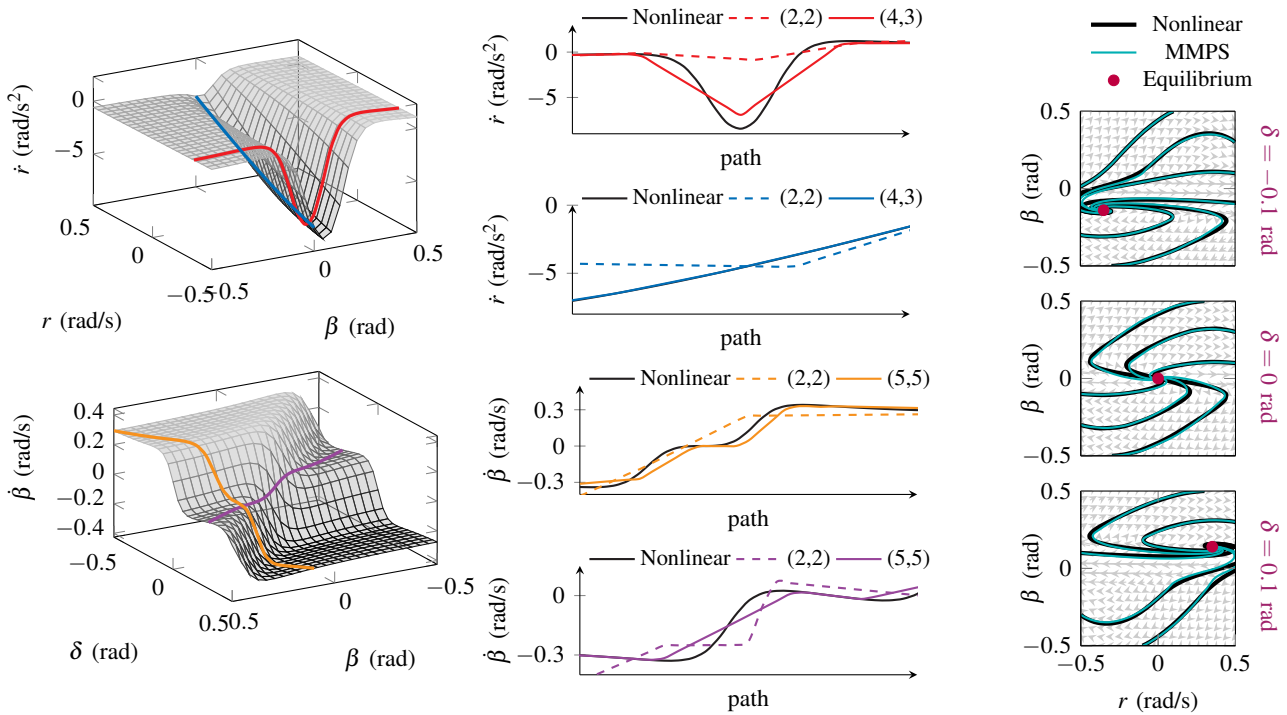 ṙ (rad/s²)
0
−5
0.5
0
−0.5
−0.5
0
0.5
r (rad/s)
β (rad)
β̇ (rad/s)
0.4
0.2
0
−0.2
−0.4
−0.5
0
0.5
0.5
0
−0.5
δ (rad)
β (rad)
Nonlinear (2,2) (4,3)
ṙ (rad/s²)
0
−5
path
Nonlinear (2,2) (4,3)
ṙ (rad/s²)
0
−5
path
Nonlinear (2,2) (5,5)
β̇ (rad/s)
0.3
0
−0.3
path
Nonlinear (2,2) (5,5)
β̇ (rad/s)
0
−0.3
path
Nonlinear
MMPS
Equilibrium
β (rad)
0.5
0
−0.5
δ = −0.1 rad
β (rad)
0.5
0
−0.5
δ = 0 rad
β (rad)
0.5
0
−0.5
δ = 0.1 rad
−0.5 0 0.5
r (rad/s)